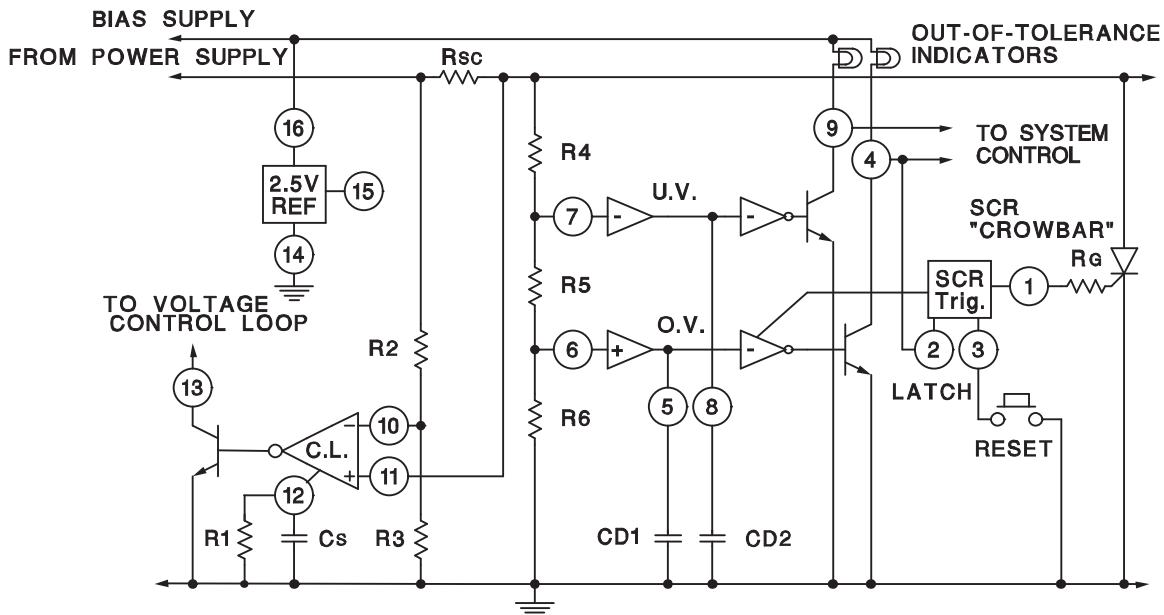 BIAS SUPPLY
FROM POWER SUPPLY
RSC
OUT-OF-TOLERANCE
INDICATORS
16
9
TO SYSTEM
CONTROL
4
R4
2.5V
REF
15
U.V.
7
-
-
SCR
"CROWBAR"
14
RG
R5
SCR
Trig.
1
TO VOLTAGE
CONTROL LOOP
O.V.
R2
6
+
-
2
3
13
LATCH
5
8
R6
10
-
C.L.
RESET
+
11
12
R1
CS
R3
CD1
CD2